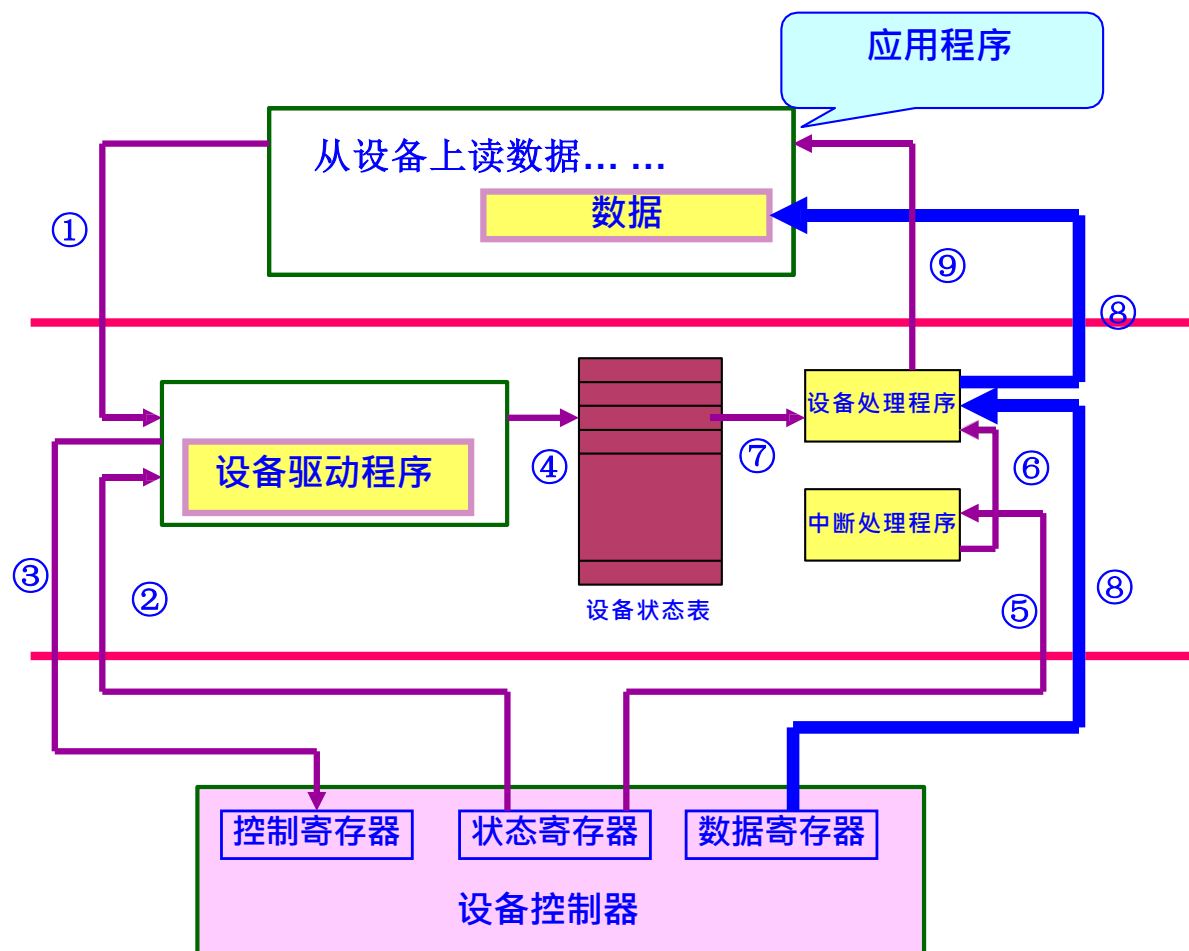 应用程序
从设备上读数据... ...
数据
①
⑨
⑧
设备处理程序
设备驱动程序
④
⑦
⑥
中断处理程序
③
②
设备状态表
⑤
⑧
控制寄存器
状态寄存器
数据寄存器
设备控制器